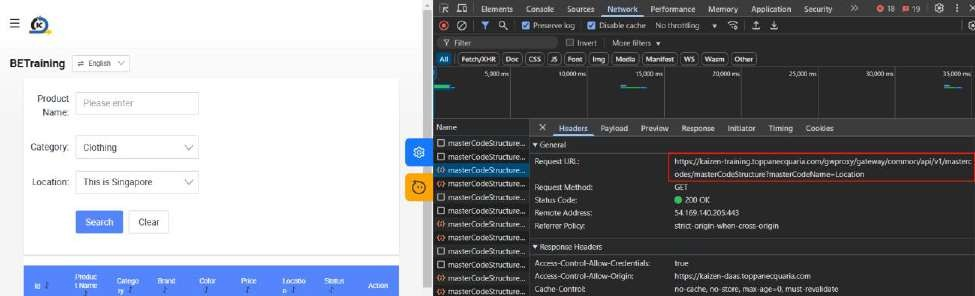 BETraining
English
Product
Name:
Please enter
Category:
Clothing
Location:
This is Singapore
Search
Clear
Id
Produc
t Name
Catego
ry
Brand
Color
Price
Locatio
n
Status
Action
Elements Console Sources Network Performance Memory Application Security 18 19
Preserve log Disable cache No throttling
Filter Invert More filters
All Fetch/XHR Doc CSS JS Font Img Media Manifest WS Wasm Other
5,000 ms 10,000 ms 15,000 ms 20,000 ms 25,000 ms 30,000 ms 35,000 ms
Name
masterCodeStructure...
masterCodeStructure...
masterCodeStructure...
masterCodeStructure...
masterCodeStructure...
masterCodeStructure...
masterCodeStructure...
masterCodeStructure...
masterCodeStructure...
masterCodeStructure...
masterCodeStructure...
masterCodeStructure...
Headers Payload Preview Response Initiator Timing Cookies
General
Request URL: https://kaizen-training.toppanecquaria.com/gwproxy/gateway/common/api/v1/masterc
odes/masterCodeStructure?masterCodeName=Location
Request Method: GET
Status Code: 200 OK
Remote Address: 54.169.140.205:443
Referrer Policy: strict-origin-when-cross-origin
Response Headers
Access-Control-Allow-Credentials: true
Access-Control-Allow-Origin: https://kaizen-daas.toppanecquaria.com
Cache-Control: no-cache, no-store, max-age=0, must-revalidate